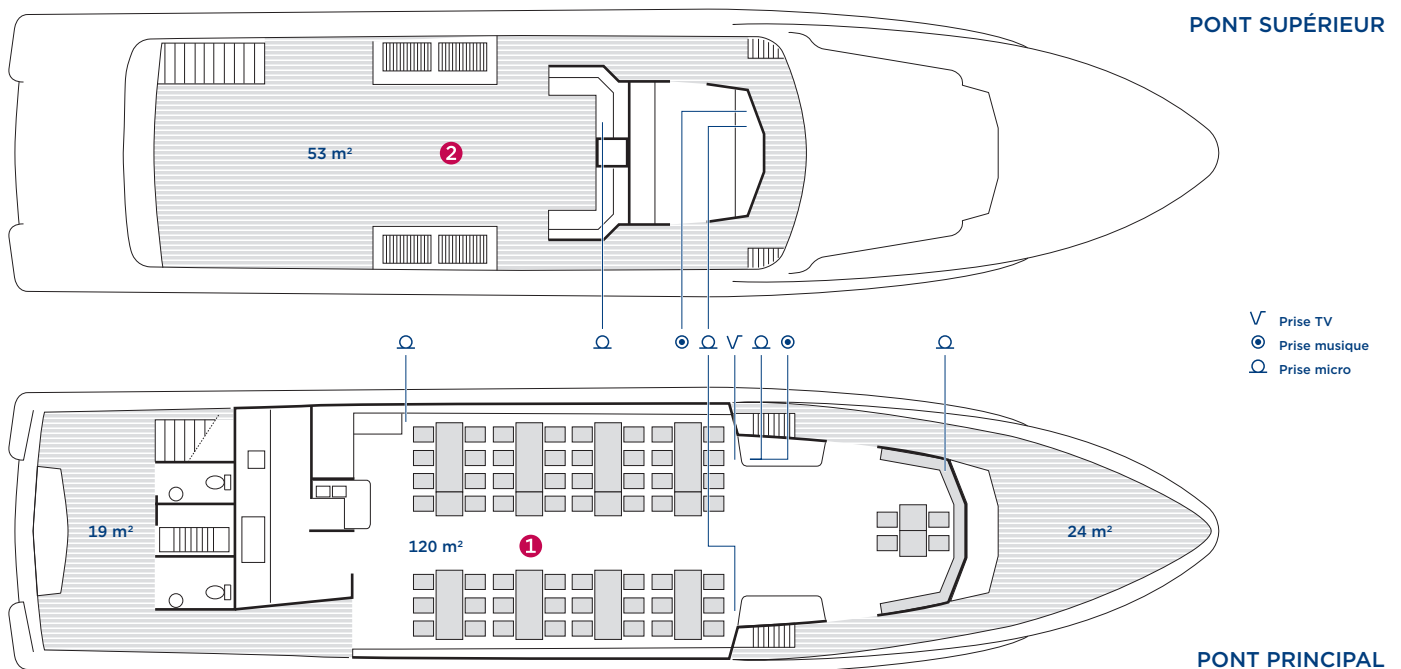 PONT SUPÉRIEUR
53 m²
2
Prise TV
Prise musique
Prise micro
19 m²
120 m²
1
24 m²
PONT PRINCIPAL